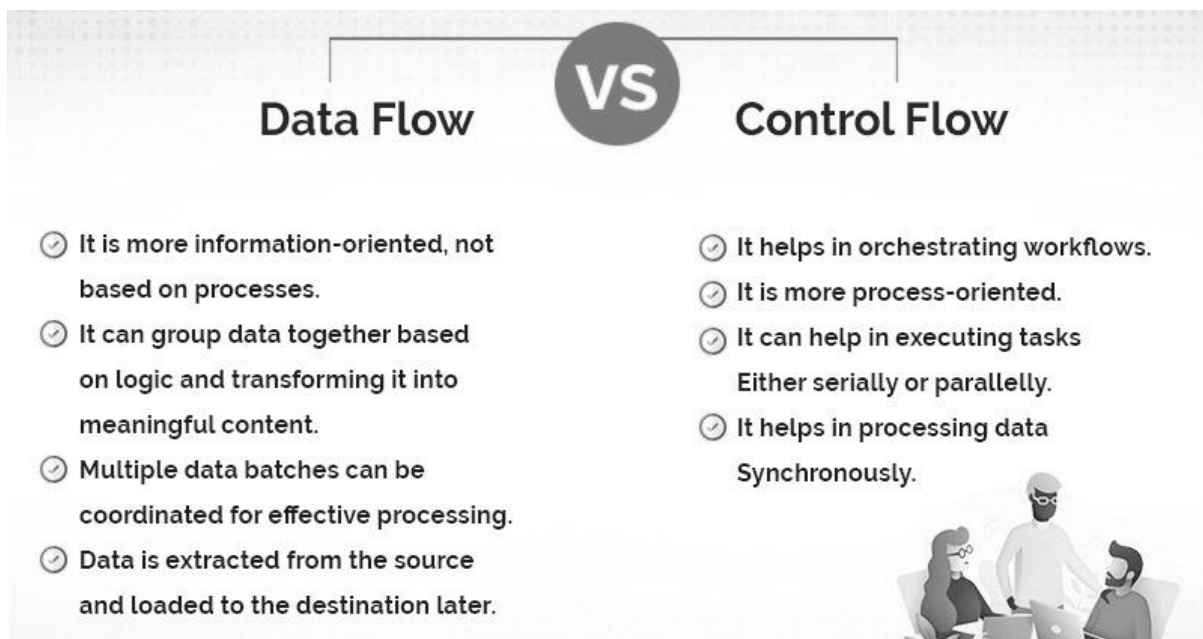 VS
Data Flow
Control Flow
It is more information-oriented, not
based on processes.
It can group data together based
on logic and transforming it into
meaningful content.
Multiple data batches can be
coordinated for effective processing.
Data is extracted from the source
and loaded to the destination later.
It helps in orchestrating workflows.
It is more process-oriented.
It can help in executing tasks
Either serially or parallelly.
It helps in processing data
Synchronously.